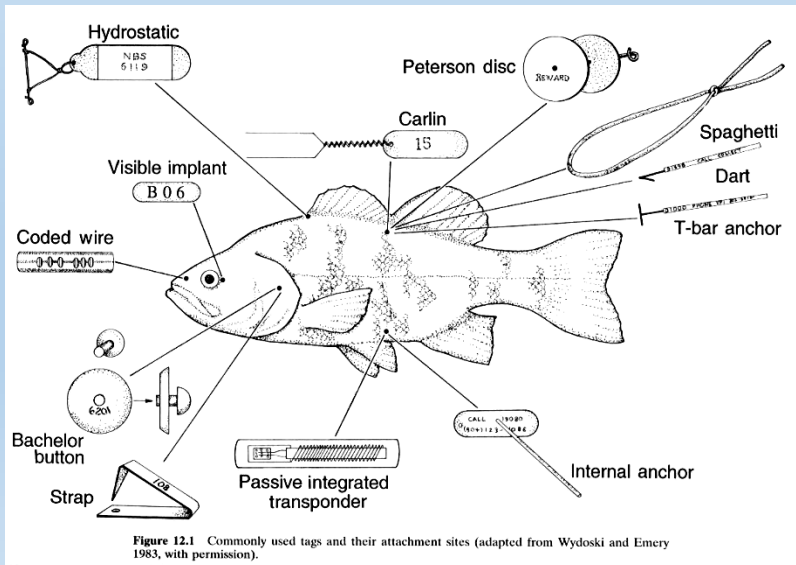 Hydrostatic
NBS
6119
Peterson disc
REWARD
Carlin
15
Spaghetti
Visible implant
B 0 6
Dart
T-bar anchor
Coded wire
6201
Bachelor
button
CALL
Internal anchor
Passive integrated
transponder
Strap
108
Figure 12.1 Commonly used tags and their attachment sites (adapted from Wydoski and Emery
1983, with permission).